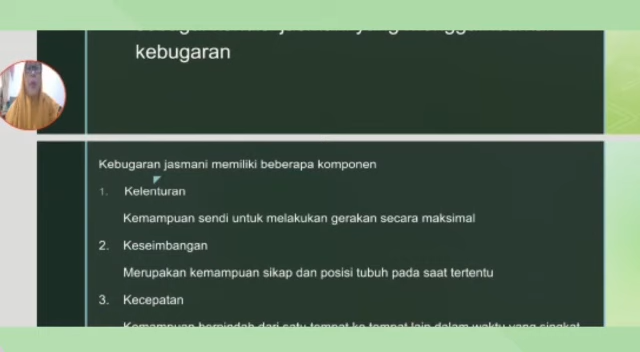 kebugaran
Kebugaran jasmani memiliki beberapa komponen
1. Kelenturan
Kemampuan sendi untuk melakukan gerakan secara maksimal
2. Keseimbangan
Merupakan kemampuan sikap dan posisi tubuh pada saat tertentu
3. Kecepatan
Kemampuan berpindah dari satu tempat ke tempat lain dalam waktu yang singkat